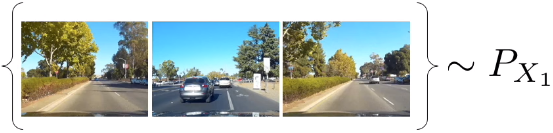 { } ∼ P_{X_1}